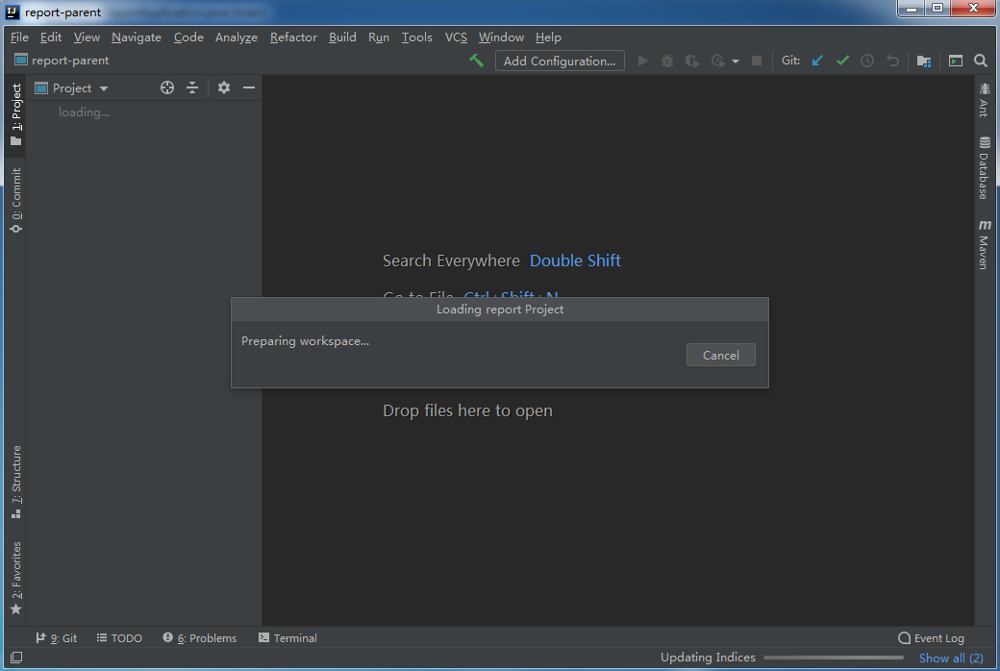 report-parent
File Edit View Navigate Code Analyze Refactor Build Run Tools VCS Window Help
report-parent Add Configuration... Git:
1: Project
Project
loading...
0: Commit
7: Structure
2: Favorites
Ant
Database
Maven
Search Everywhere Double Shift
Go to File Ctrl+Shift+N
Loading report Project
Preparing workspace...
Cancel
Drop files here to open
9: Git TODO 6: Problems Terminal Event Log
Updating Indices Show all (2)